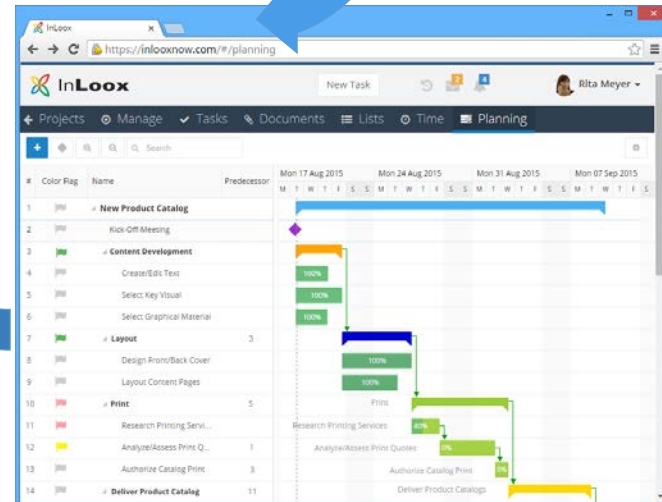 InLoox
https://inlooxnow.com/#/planning
InLoox New Task 2 4 Rita Meyer
Projects Manage Tasks Documents Lists Time Planning
Search
# Color Flag Name Predecessor Mon 17 Aug 2015 Mon 24 Aug 2015 Mon 31 Aug 2015 Mon 07 Sep 2015
M T W T F S S M T W T F S S M T W T F S S M T W T F S
1 New Product Catalog
2 Kick-Off Meeting
3 Content Development
4 Create/Edit Text 100%
5 Select Key Visual 100%
6 Select Graphical Material 100%
7 Layout 3
8 Design Front/Back Cover 100%
9 Layout Content Pages 100%
10 Print 5 Print
11 Research Printing Servi... Research Printing Services 40%
12 Analyze/Assess Print Q... 1 Analyze/Assess Print Quotes 0%
13 Authorize Catalog Print 3 Authorize Catalog Print 0%
14 Deliver Product Catalog 11 Deliver Product Catalogs